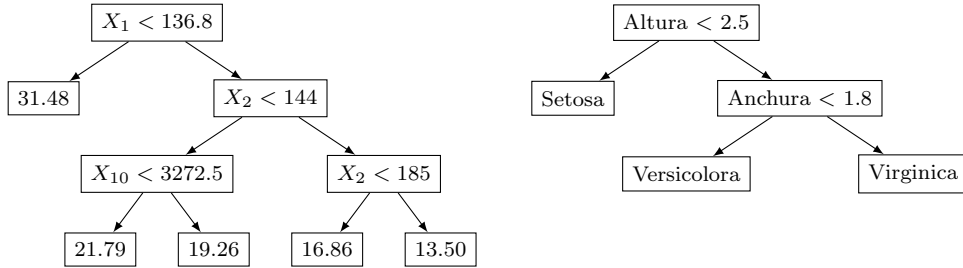 X₁ < 136.8
31.48
X₂ < 144
X₁₀ < 3272.5
X₂ < 185
21.79
19.26
16.86
13.50
Altura < 2.5
Setosa
Anchura < 1.8
Versicolora
Virginica